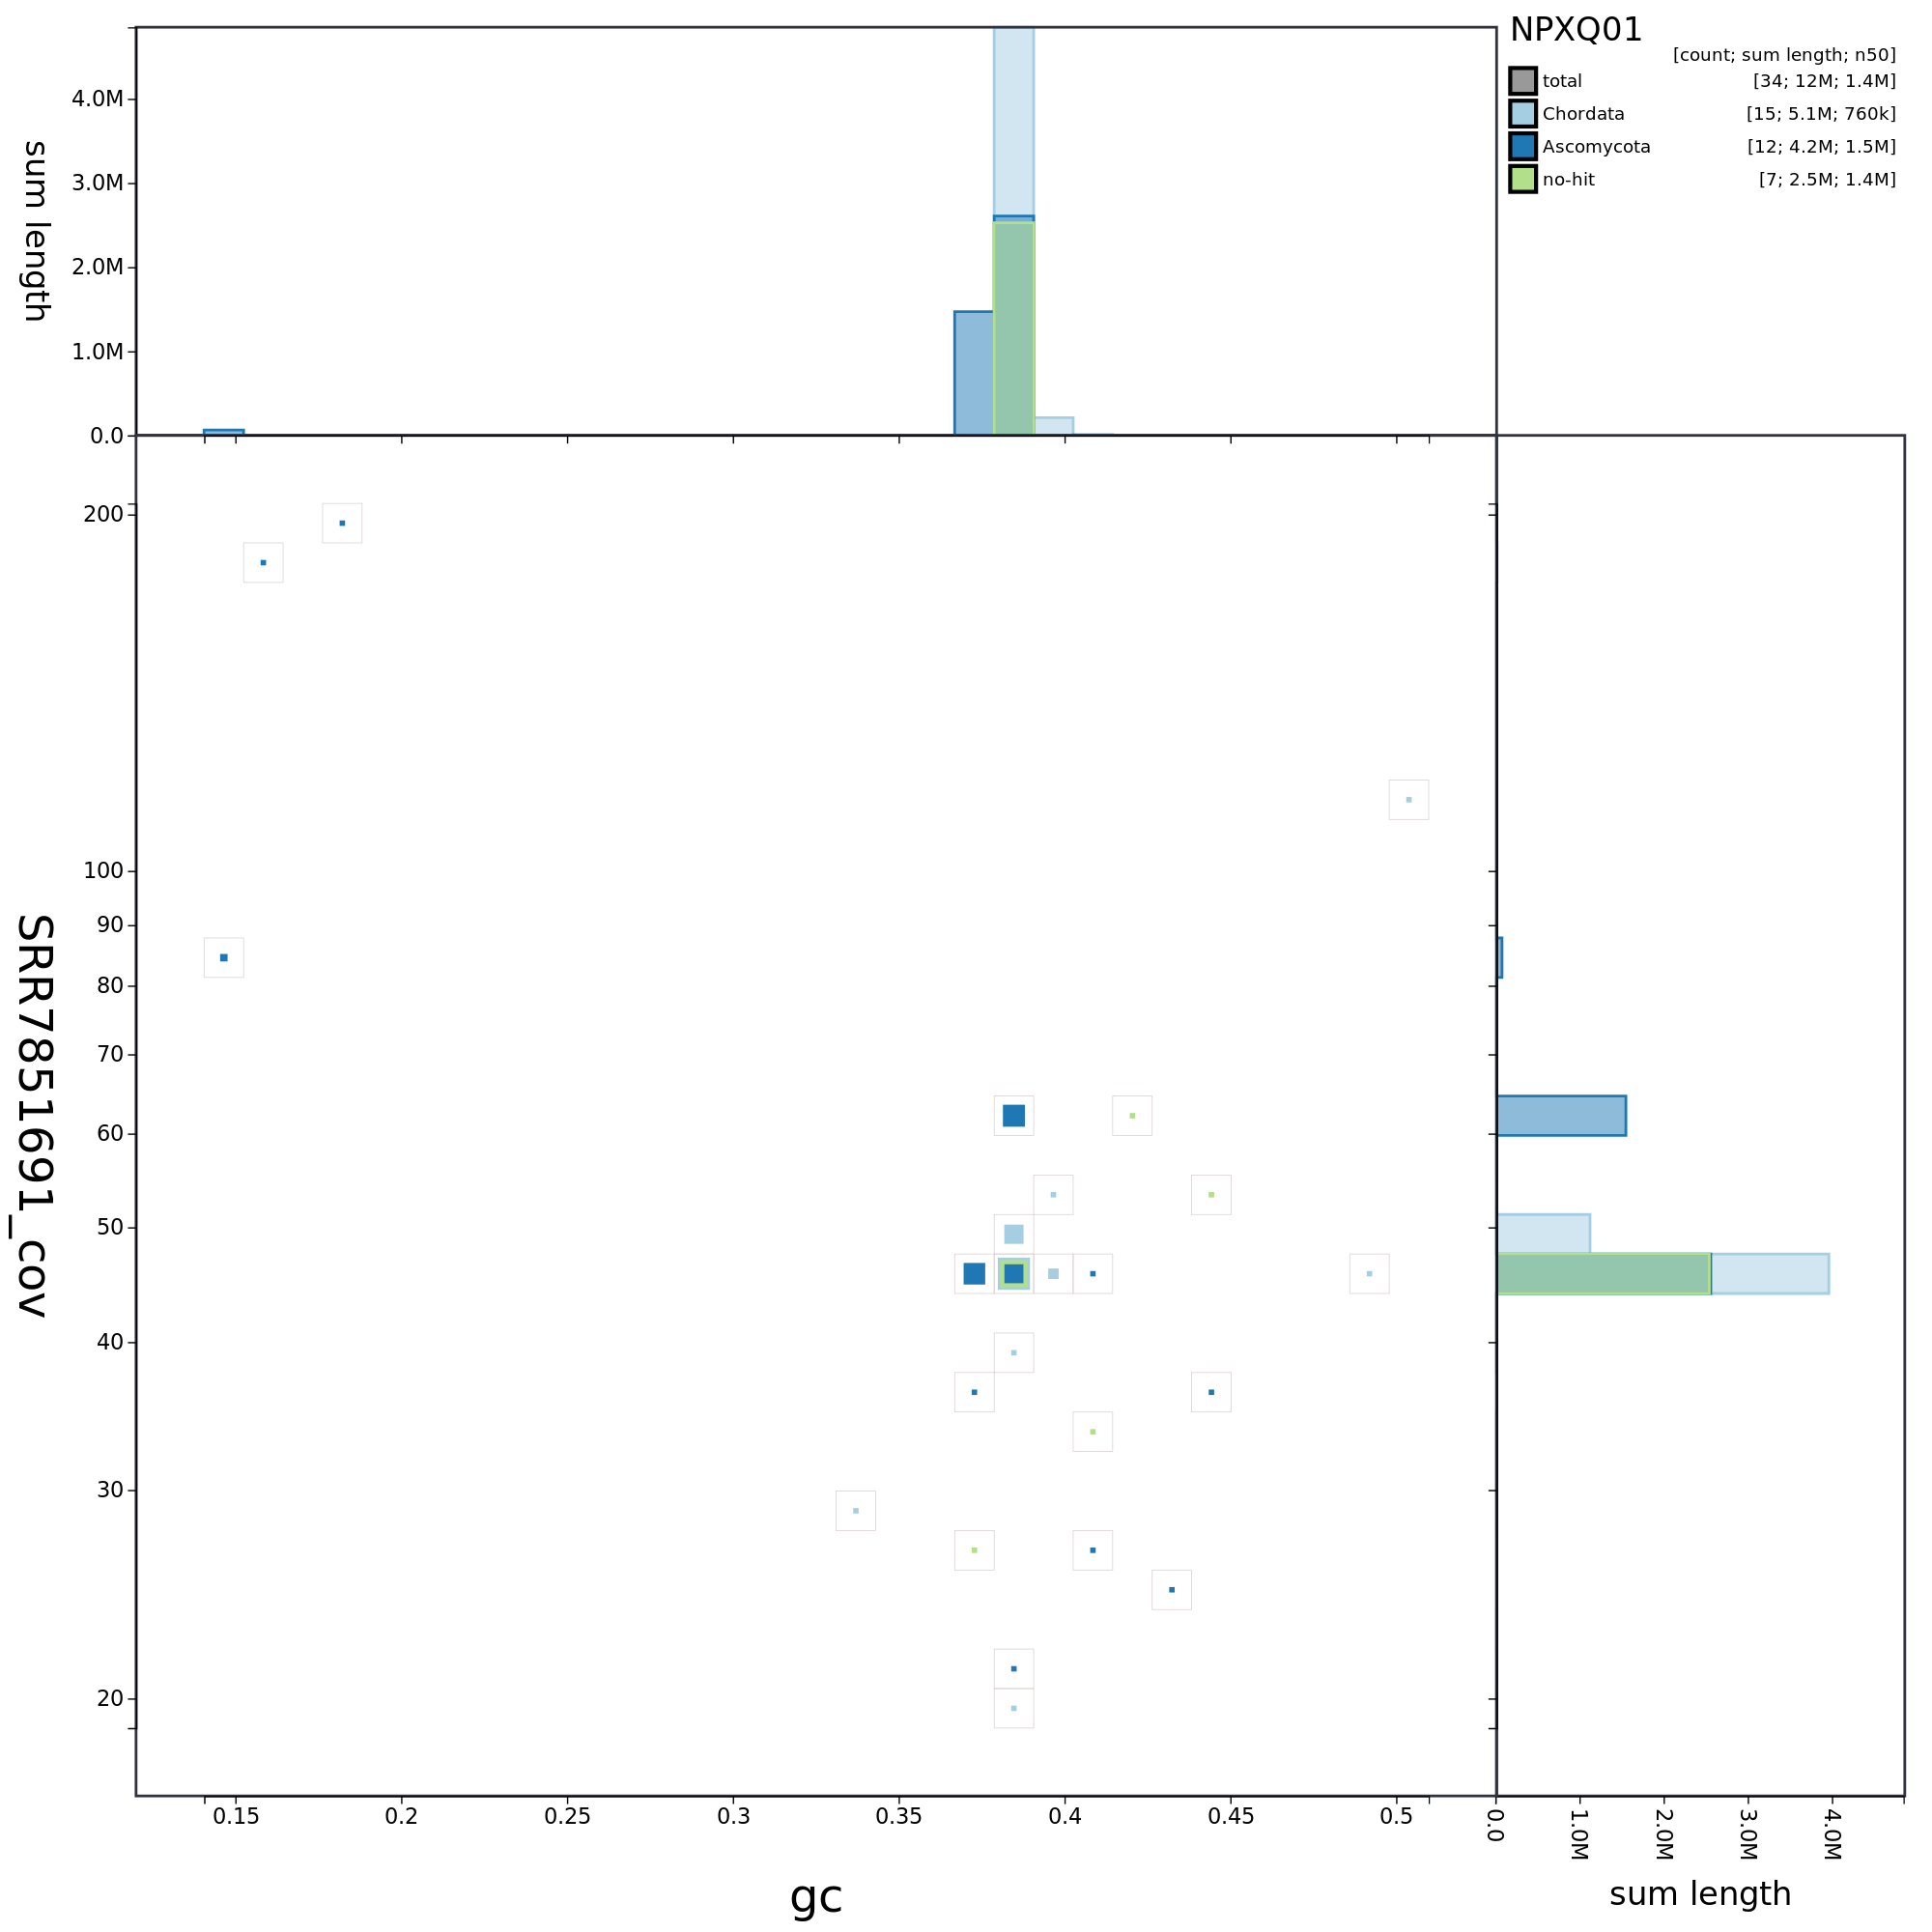 NPXQ01
[count; sum length; n50]
total [34; 12M; 1.4M]
Chordata [15; 5.1M; 760k]
Ascomycota [12; 4.2M; 1.5M]
no-hit [7; 2.5M; 1.4M]
sum length
4.0M
3.0M
2.0M
1.0M
0.0
SRR7851691_cov
200
100
90
80
70
60
50
40
30
20
0.15 0.2 0.25 0.3 0.35 0.4 0.45 0.5
gc
0.0 1.0M 2.0M 3.0M 4.0M
sum length